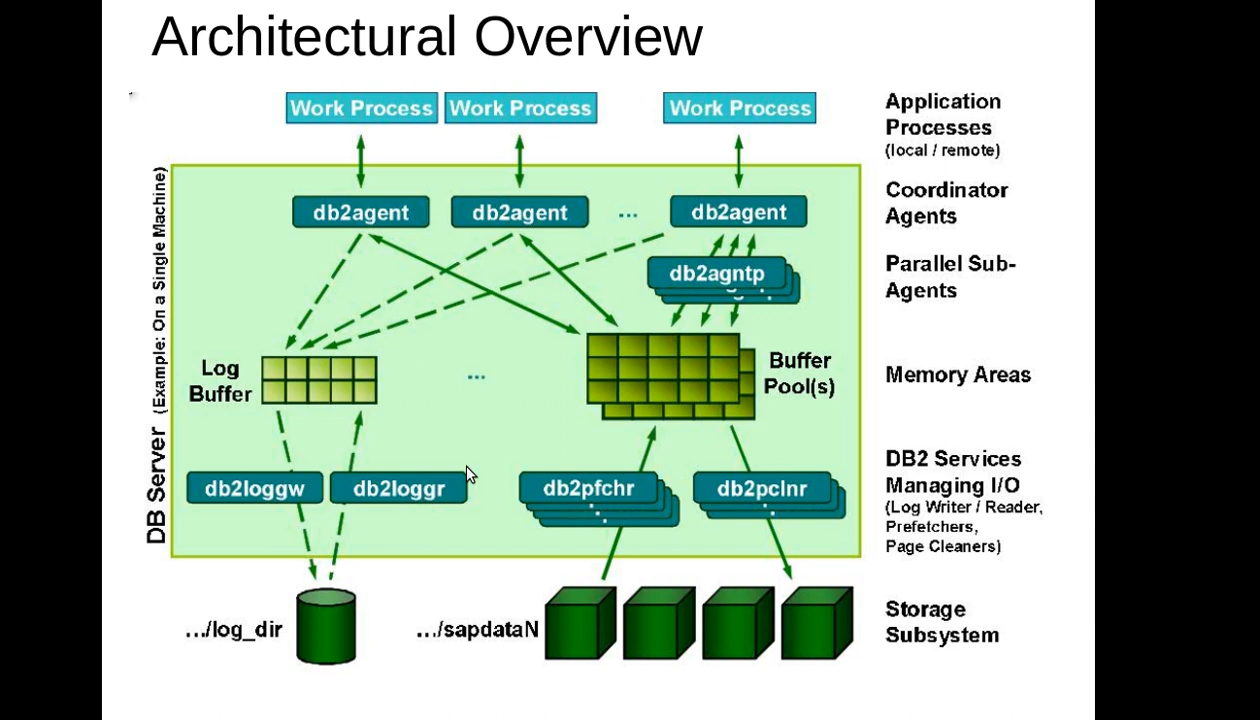 Architectural Overview
Work Process
Work Process
Work Process
Application
Processes
(local / remote)
DB Server (Example: On a Single Machine)
db2agent
db2agent
...
db2agent
Coordinator
Agents
db2agntp
Parallel Sub-
Agents
Log
Buffer
...
Buffer
Pool(s)
Memory Areas
db2loggw
db2loggr
db2pfchr
db2pclnr
DB2 Services
Managing I/O
(Log Writer / Reader,
Prefetchers,
Page Cleaners)
.../log_dir
.../sapdataN
Storage
Subsystem